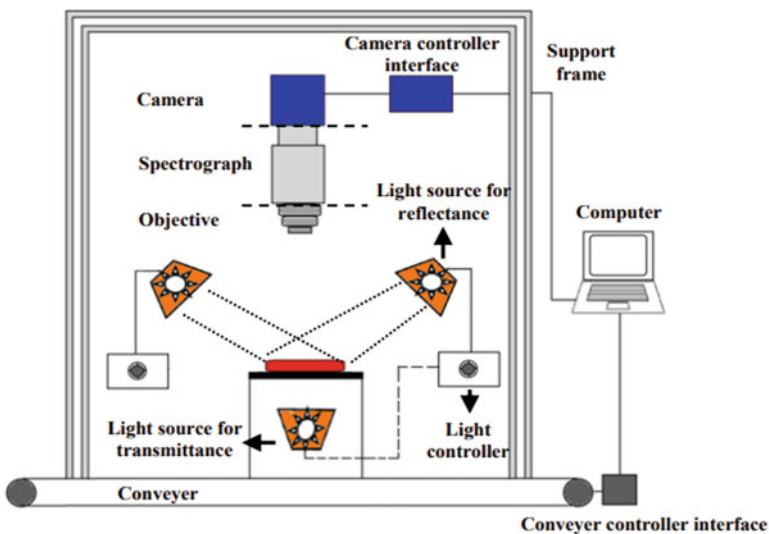 Camera controller
interface
Support
frame
Camera
Spectrograph
Light source for
reflectance
Objective
Computer
Light source for
transmittance
Light
controller
Conveyer
Conveyer controller interface